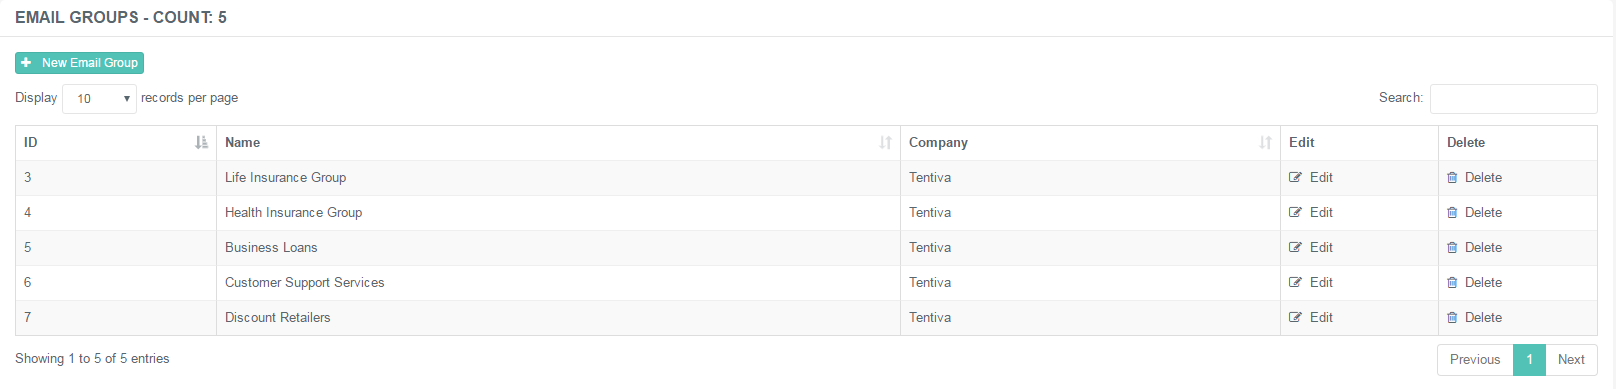 EMAIL GROUPS - COUNT: 5
New Email Group
Display 10 records per page Search:
ID Name Company Edit Delete
3 Life Insurance Group Tentiva Edit Delete
4 Health Insurance Group Tentiva Edit Delete
5 Business Loans Tentiva Edit Delete
6 Customer Support Services Tentiva Edit Delete
7 Discount Retailers Tentiva Edit Delete
Showing 1 to 5 of 5 entries Previous 1 Next